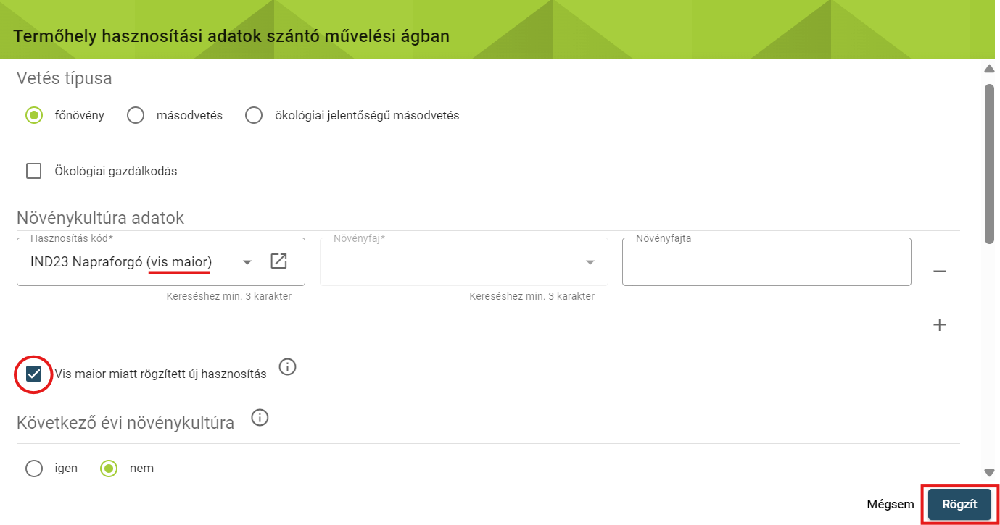 Termőhely hasznosítási adatok szántó művelési ágban
Vetés típusa
főnövény másodvetés ökológiai jelentőségű másodvetés
Ökológiai gazdálkodás
Növénykultúra adatok
Hasznosítás kód* Növényfaj* Növényfajta
IND23 Napraforgó (vis maior)
Kereséshez min. 3 karakter Kereséshez min. 3 karakter
Vis maior miatt rögzített új hasznosítás
Következő évi növénykultúra
igen nem
Mégsem Rögzít